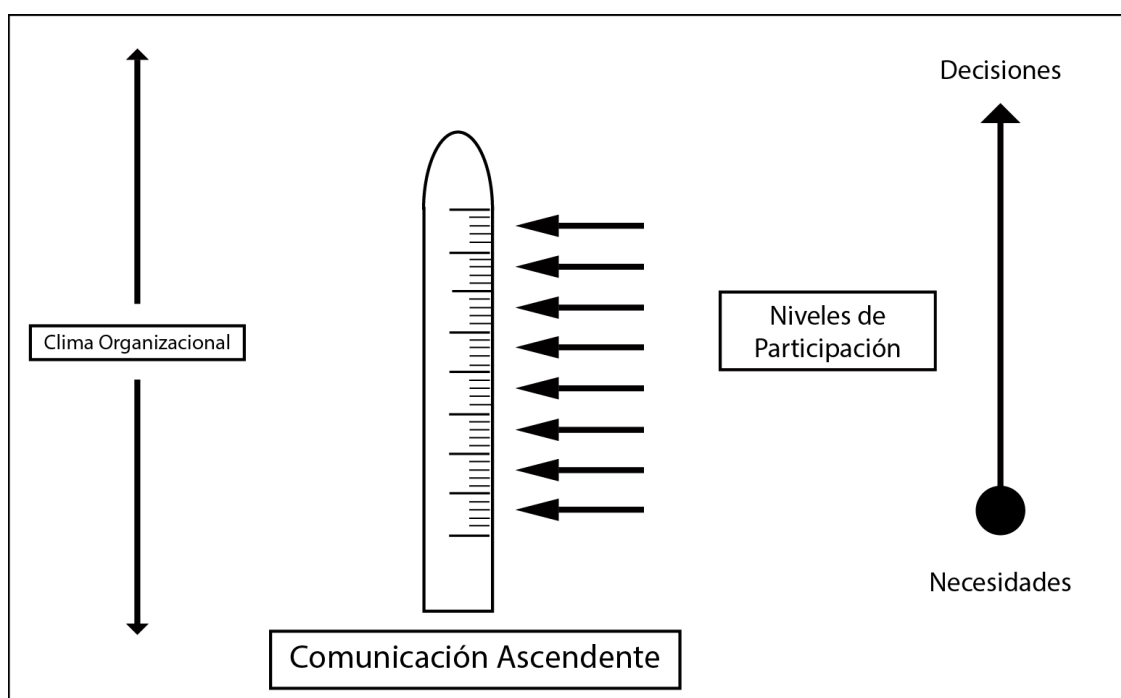 Decisiones
Clima Organizacional
Niveles de
Participación
Necesidades
Comunicación Ascendente